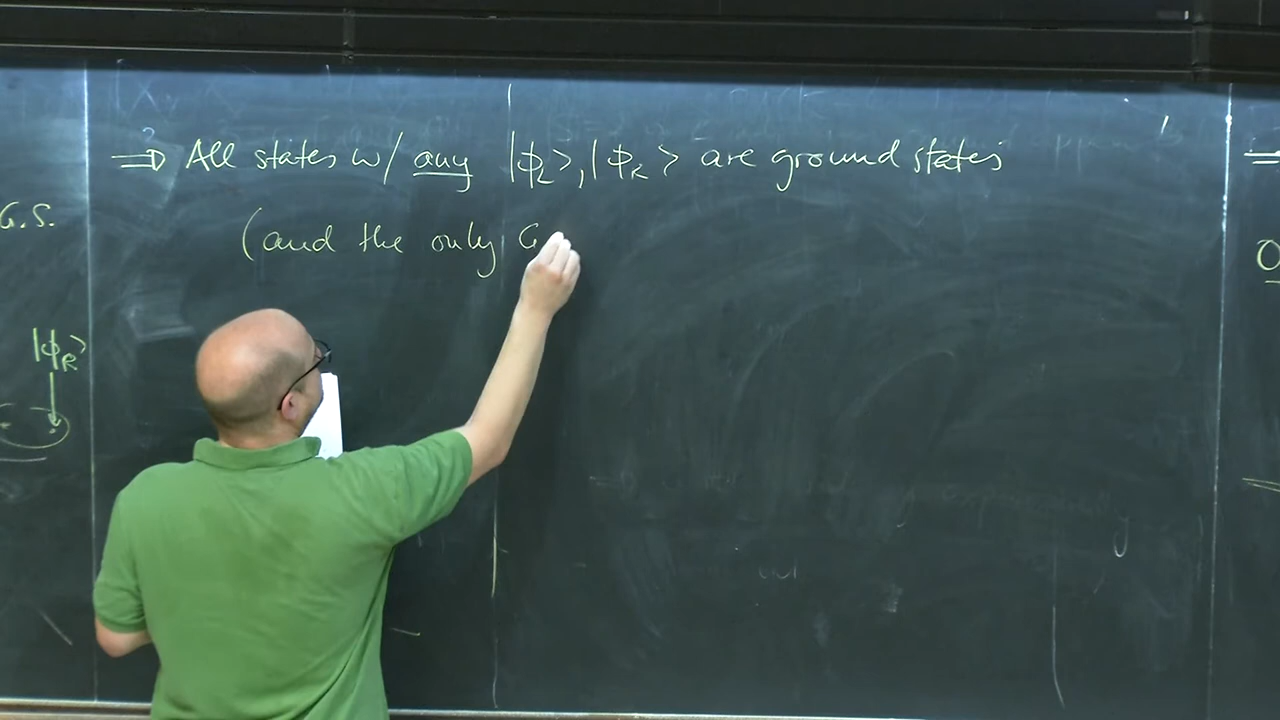 G.S.
|ϕ_R>
⇒ All states w/ any |ϕ_L>, |ϕ_R> are ground states
(and the only G